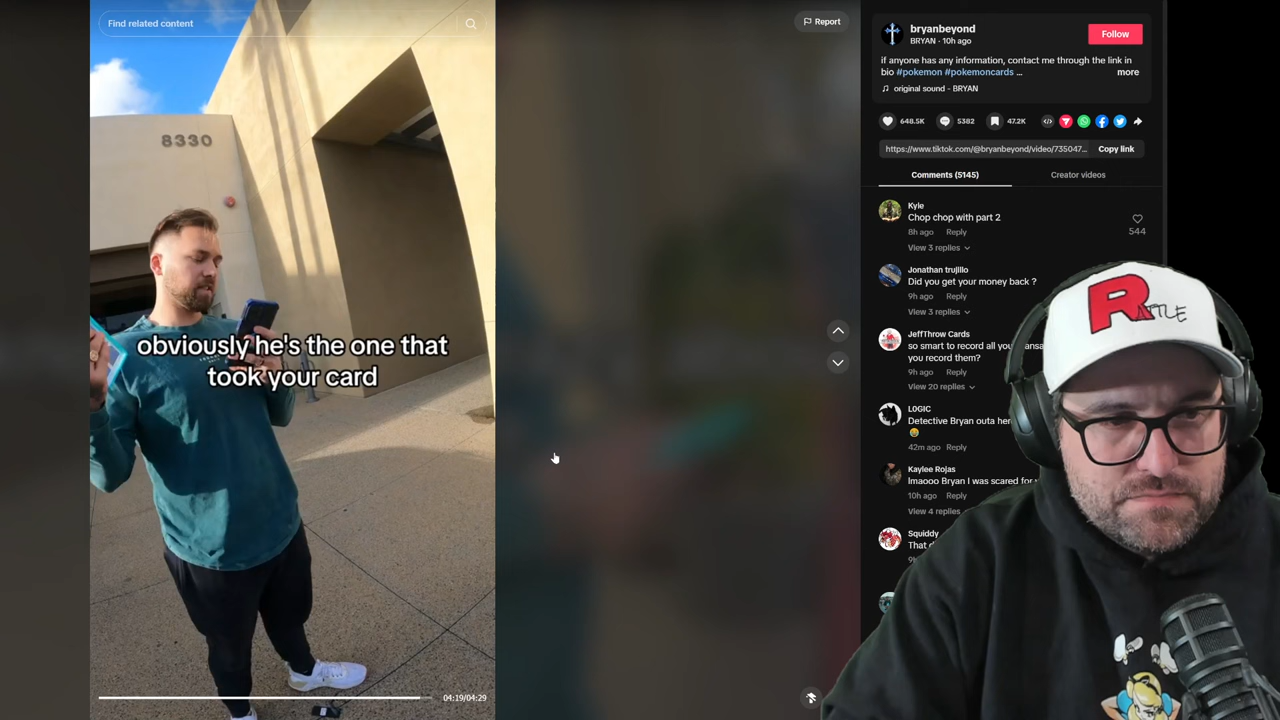 Find related content
Report
8330
obviously he's the one that
took your card
04:19/04:29
bryanbeyond
BRYAN · 10h ago
Follow
if anyone has any information, contact me through the link in
bio #pokemon #pokemoncards ...
more
original sound - BRYAN
648.5K
5382
47.2K
https://www.tiktok.com/@bryanbeyond/video/735047...
Copy link
Comments (5145)
Creator videos
Kyle
Chop chop with part 2
8h ago
Reply
544
View 3 replies
Jonathan trujillo
Did you get your money back ?
9h ago
Reply
View 3 replies
JeffThrow Cards
so smart to record all you
you record them?
9h ago
Reply
View 20 replies
L0GIC
Detective Bryan outa
42m ago
Reply
Kaylee Rojas
lmaooo Bryan I was scared for
10h ago
Reply
View 4 replies
Squiddy
That
R